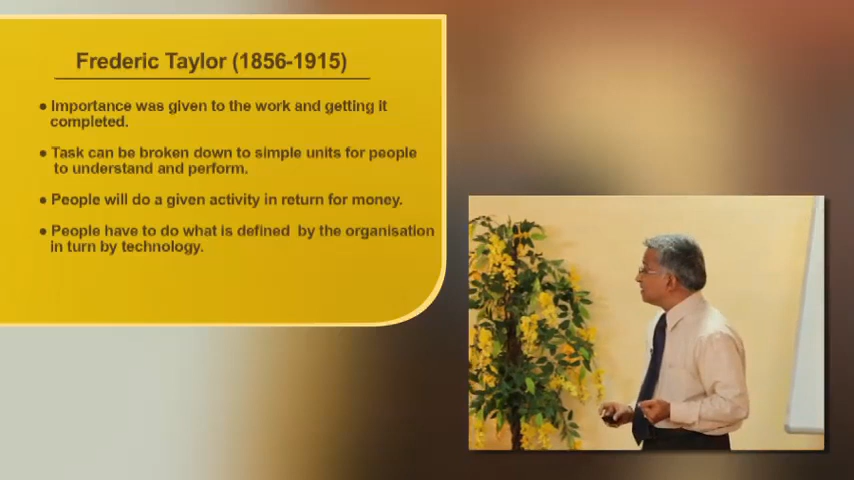 Frederic Taylor (1856-1915)
● Importance was given to the work and getting it
completed.
● Task can be broken down to simple units for people
to understand and perform.
● People will do a given activity in return for money.
● People have to do what is defined by the organisation
in turn by technology.